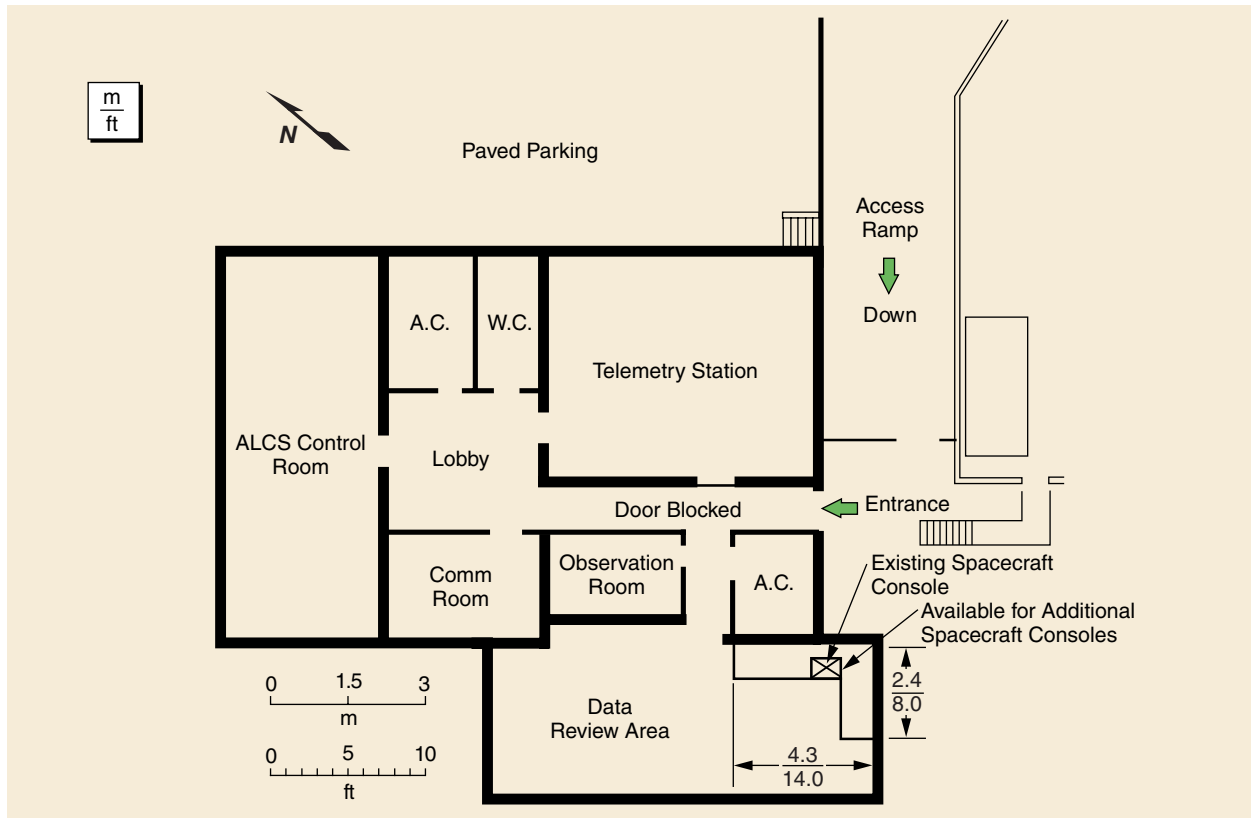 m
ft
N
Paved Parking
Access
Ramp
Down
A.C.
W.C.
Telemetry Station
ALCS Control
Room
Lobby
Door Blocked
Entrance
Comm
Room
Observation
Room
A.C.
Existing Spacecraft
Console
Available for Additional
Spacecraft Consoles
2.4
8.0
0 1.5 3
m
0 5 10
ft
Data
Review Area
4.3
14.0